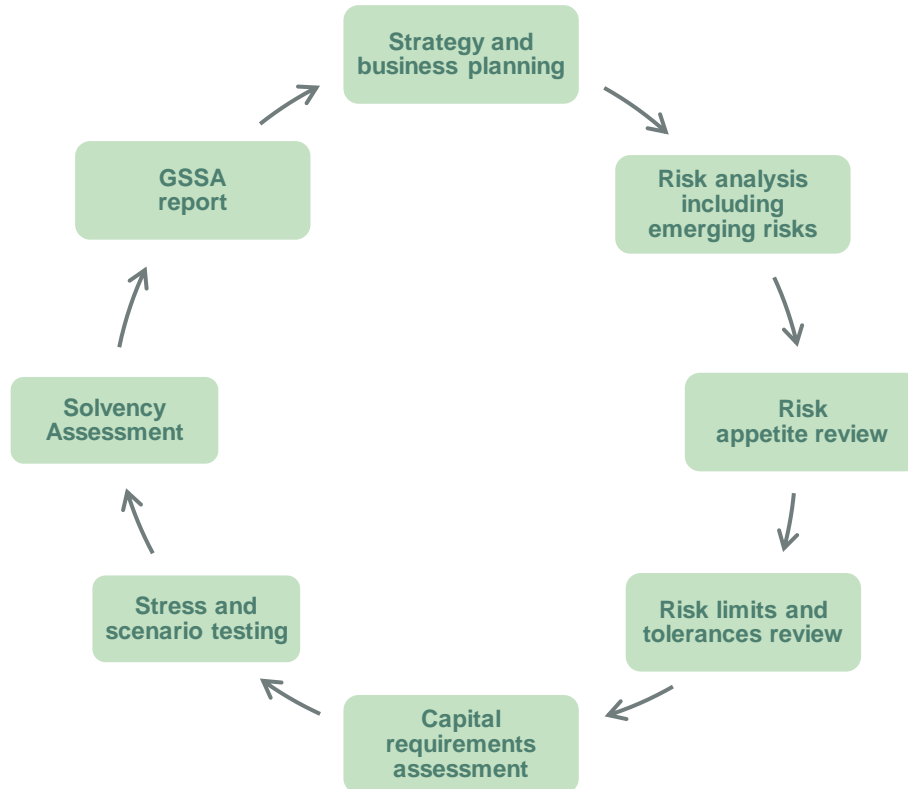 Strategy and
business planning
Risk analysis
including
emerging risks
Risk
appetite review
Risk limits and
tolerances review
Capital
requirements
assessment
Stress and
scenario testing
Solvency
Assessment
GSSA
report